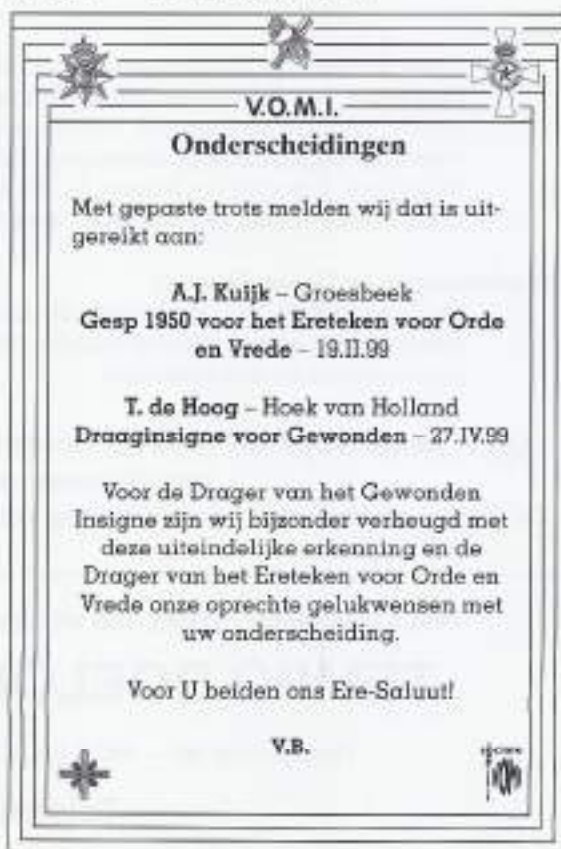 V.O.M.I.
Onderscheidingen
Met gepaste trots melden wij dat is uit-
gereikt aan:
A.J. Kuijk – Groesbeek
Gesp 1950 voor het Ereteken voor Orde
en Vrede – 19.II.99
T. de Hoog – Hoek van Holland
Draaginsigne voor Gewonden – 27.IV.99
Voor de Drager van het Gewonden
Insigne zijn wij bijzonder verheugd met
deze uiteindelijke erkenning en de
Drager van het Ereteken voor Orde en
Vrede onze oprechte gelukwensen met
uw onderscheiding.
Voor U beiden ons Ere-Saluut!
V.B.